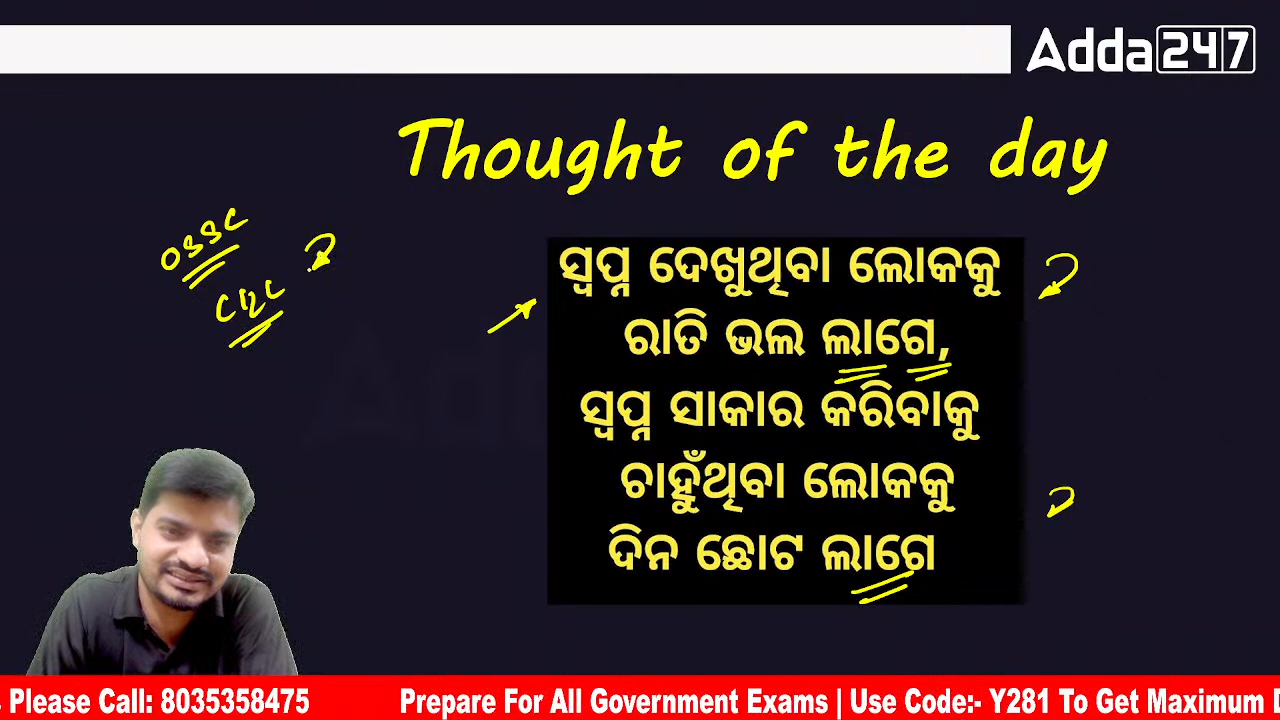 Adda247
Thought of the day
OSSC
ସ୍ୱପ୍ନ ଦେଖୁଥିବା ଲୋକକୁ
ରାତି ଭଲ ଲାଗେ,
ସ୍ୱପ୍ନ ସାକାର କରିବାକୁ
ଚାହୁଁଥିବା ଲୋକକୁ
ଦିନ ଛୋଟ ଲାଗେ
Please Call: 8035358475 Prepare For All Government Exams | Use Code:- Y281 To Get Maximum